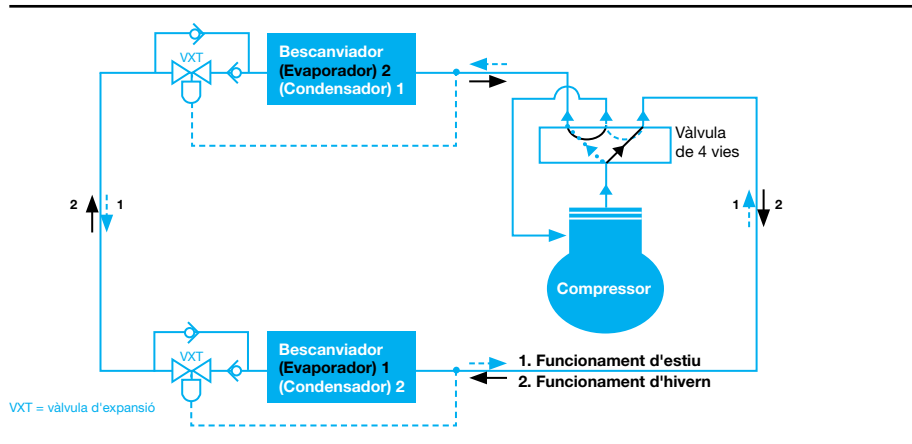 VXT
Bescanviador
(Evaporador) 2
(Condensador) 1
Vàlvula
de 4 vies
2
1
1
2
Compressor
VXT
Bescanviador
(Evaporador) 1
(Condensador) 2
1. Funcionament d'estiu
2. Funcionament d'hivern
VXT = vàlvula d'expansió